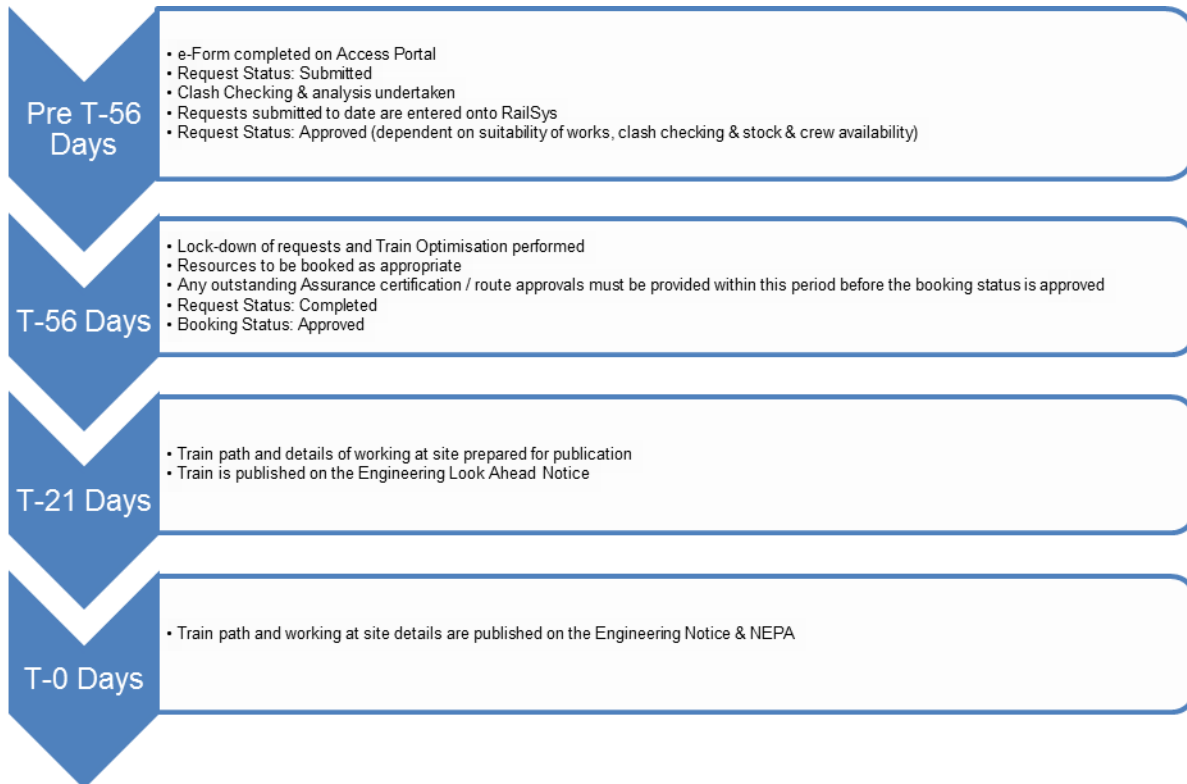 Pre T-56
Days
• e-Form completed on Access Portal
• Request Status: Submitted
• Clash Checking & analysis undertaken
• Requests submitted to date are entered onto RailSys
• Request Status: Approved (dependent on suitability of works, clash checking & stock & crew availability)
T-56 Days
• Lock-down of requests and Train Optimisation performed
• Resources to be booked as appropriate
• Any outstanding Assurance certification / route approvals must be provided within this period before the booking status is approved
• Request Status: Completed
• Booking Status: Approved
T-21 Days
• Train path and details of working at site prepared for publication
• Train is published on the Engineering Look Ahead Notice
T-0 Days
• Train path and working at site details are published on the Engineering Notice & NEPA